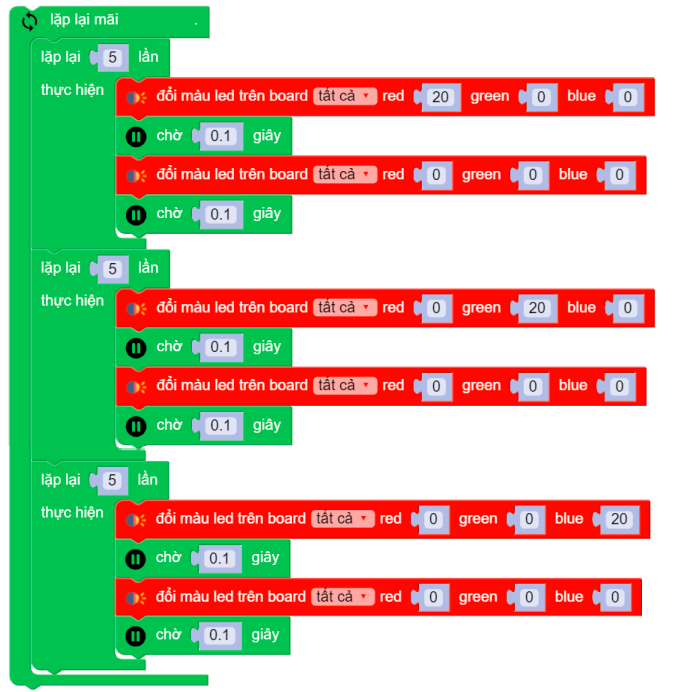 lặp lại mãi .
lặp lại 5 lần
thực hiện đổi màu led trên board tất cả red 20 green 0 blue 0
chờ 0.1 giây
đổi màu led trên board tất cả red 0 green 0 blue 0
chờ 0.1 giây
lặp lại 5 lần
thực hiện đổi màu led trên board tất cả red 0 green 20 blue 0
chờ 0.1 giây
đổi màu led trên board tất cả red 0 green 0 blue 0
chờ 0.1 giây
lặp lại 5 lần
thực hiện đổi màu led trên board tất cả red 0 green 0 blue 20
chờ 0.1 giây
đổi màu led trên board tất cả red 0 green 0 blue 0
chờ 0.1 giây